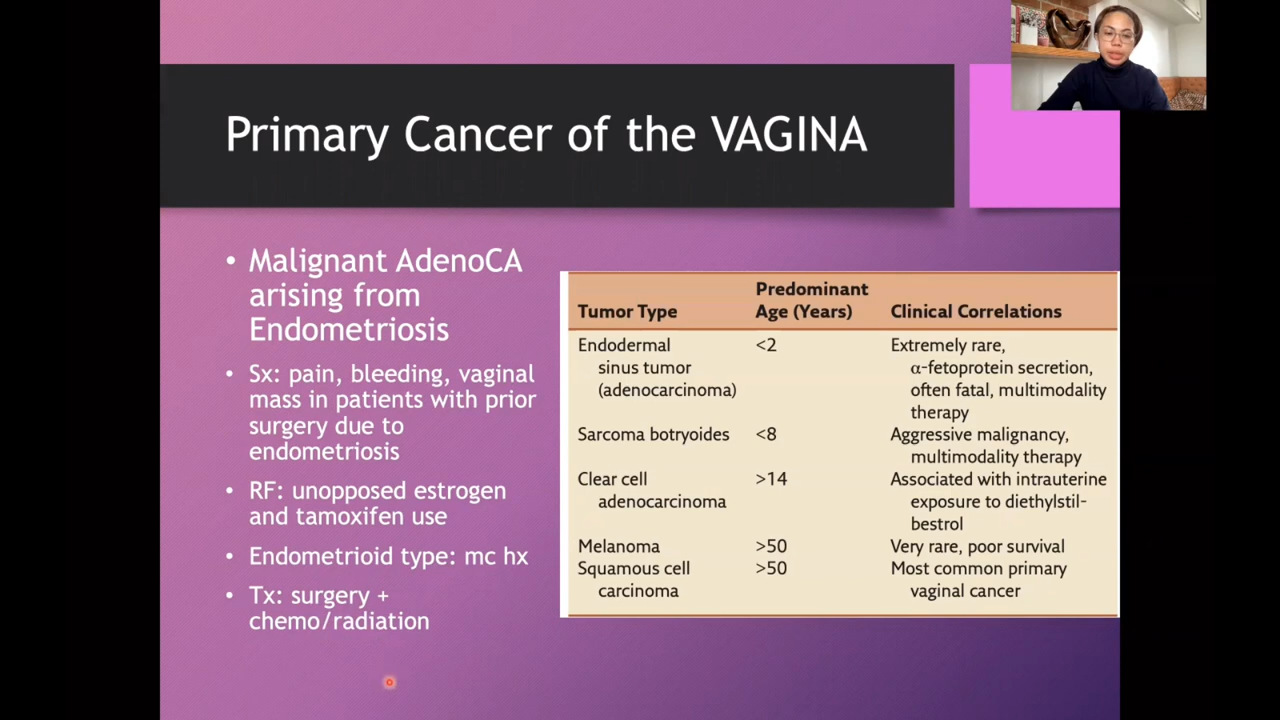 Primary Cancer of the VAGINA
• Malignant AdenoCA
arising from
Endometriosis
• Sx: pain, bleeding, vaginal
mass in patients with prior
surgery due to
endometriosis
• RF: unopposed estrogen
and tamoxifen use
• Endometrioid type: mc hx
• Tx: surgery +
chemo/radiation
Predominant
Tumor Type Age (Years) Clinical Correlations
Endodermal <2 Extremely rare,
sinus tumor α-fetoprotein secretion,
(adenocarcinoma) often fatal, multimodality
therapy
Sarcoma botryoides <8 Aggressive malignancy,
multimodality therapy
Clear cell >14 Associated with intrauterine
adenocarcinoma exposure to diethylstil-
bestrol
Melanoma >50 Very rare, poor survival
Squamous cell >50 Most common primary
carcinoma vaginal cancer